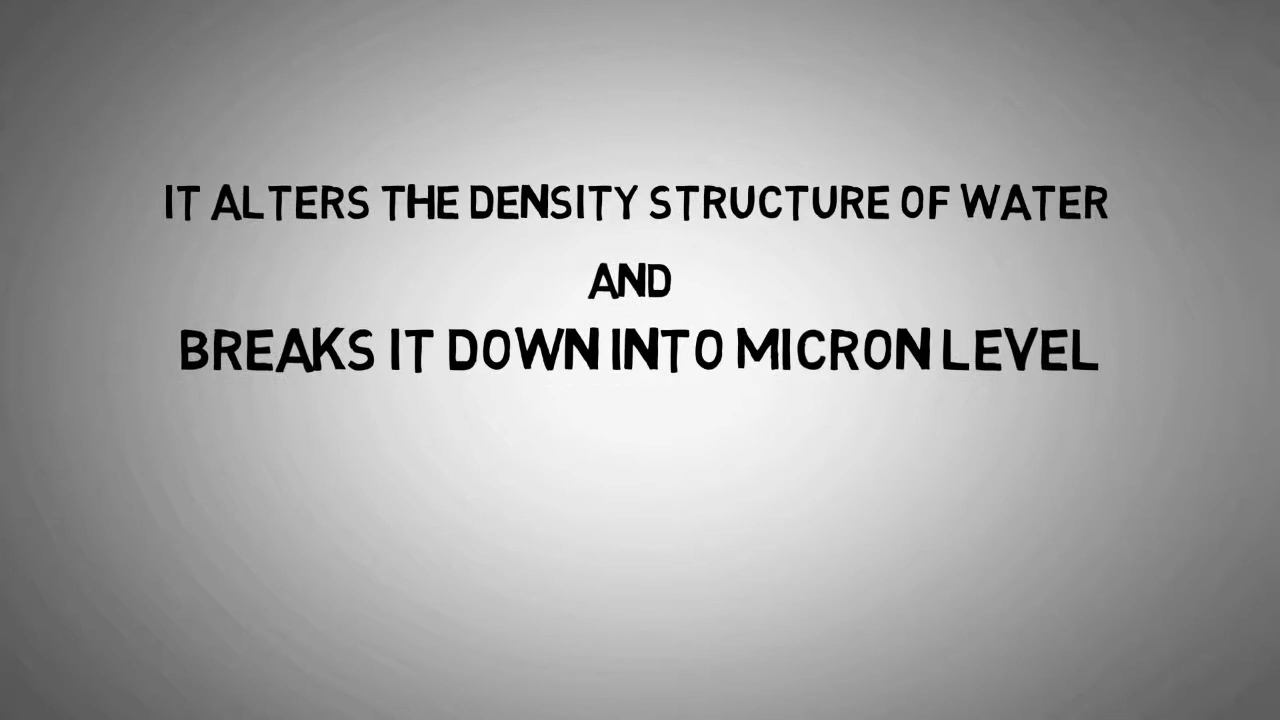 IT ALTERS THE DENSITY STRUCTURE OF WATER
AND
BREAKS IT DOWN INTO MICRON LEVEL